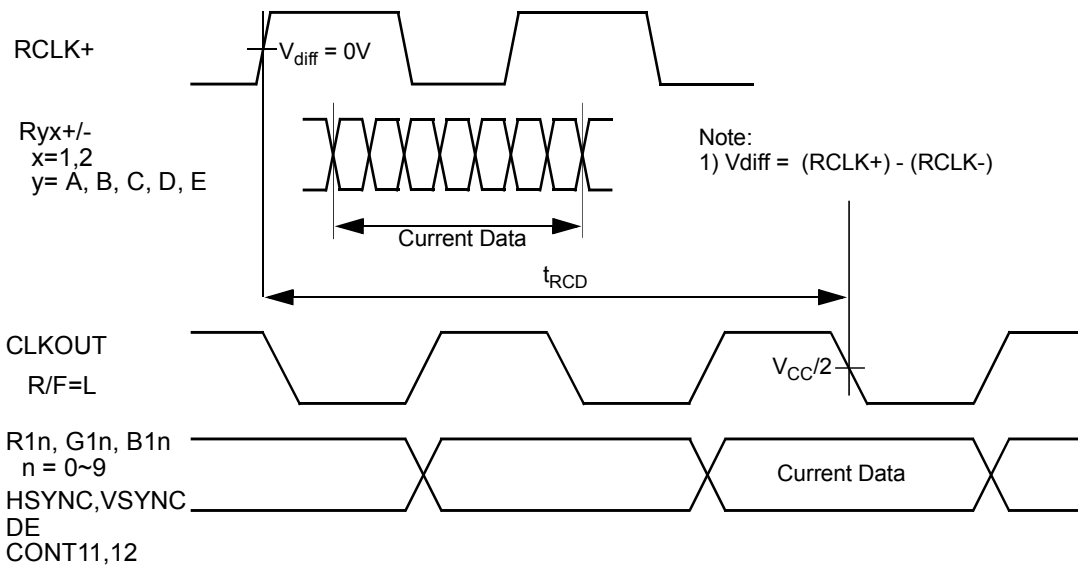 RCLK+
Vdiff = 0V
Ryx+/-
x=1,2
y= A, B, C, D, E
Note:
1) Vdiff = (RCLK+) - (RCLK-)
Current Data
tRCD
CLKOUT
R/F=L
VCC/2
R1n, G1n, B1n
n = 0~9
Current Data
HSYNC,VSYNC
DE
CONT11,12